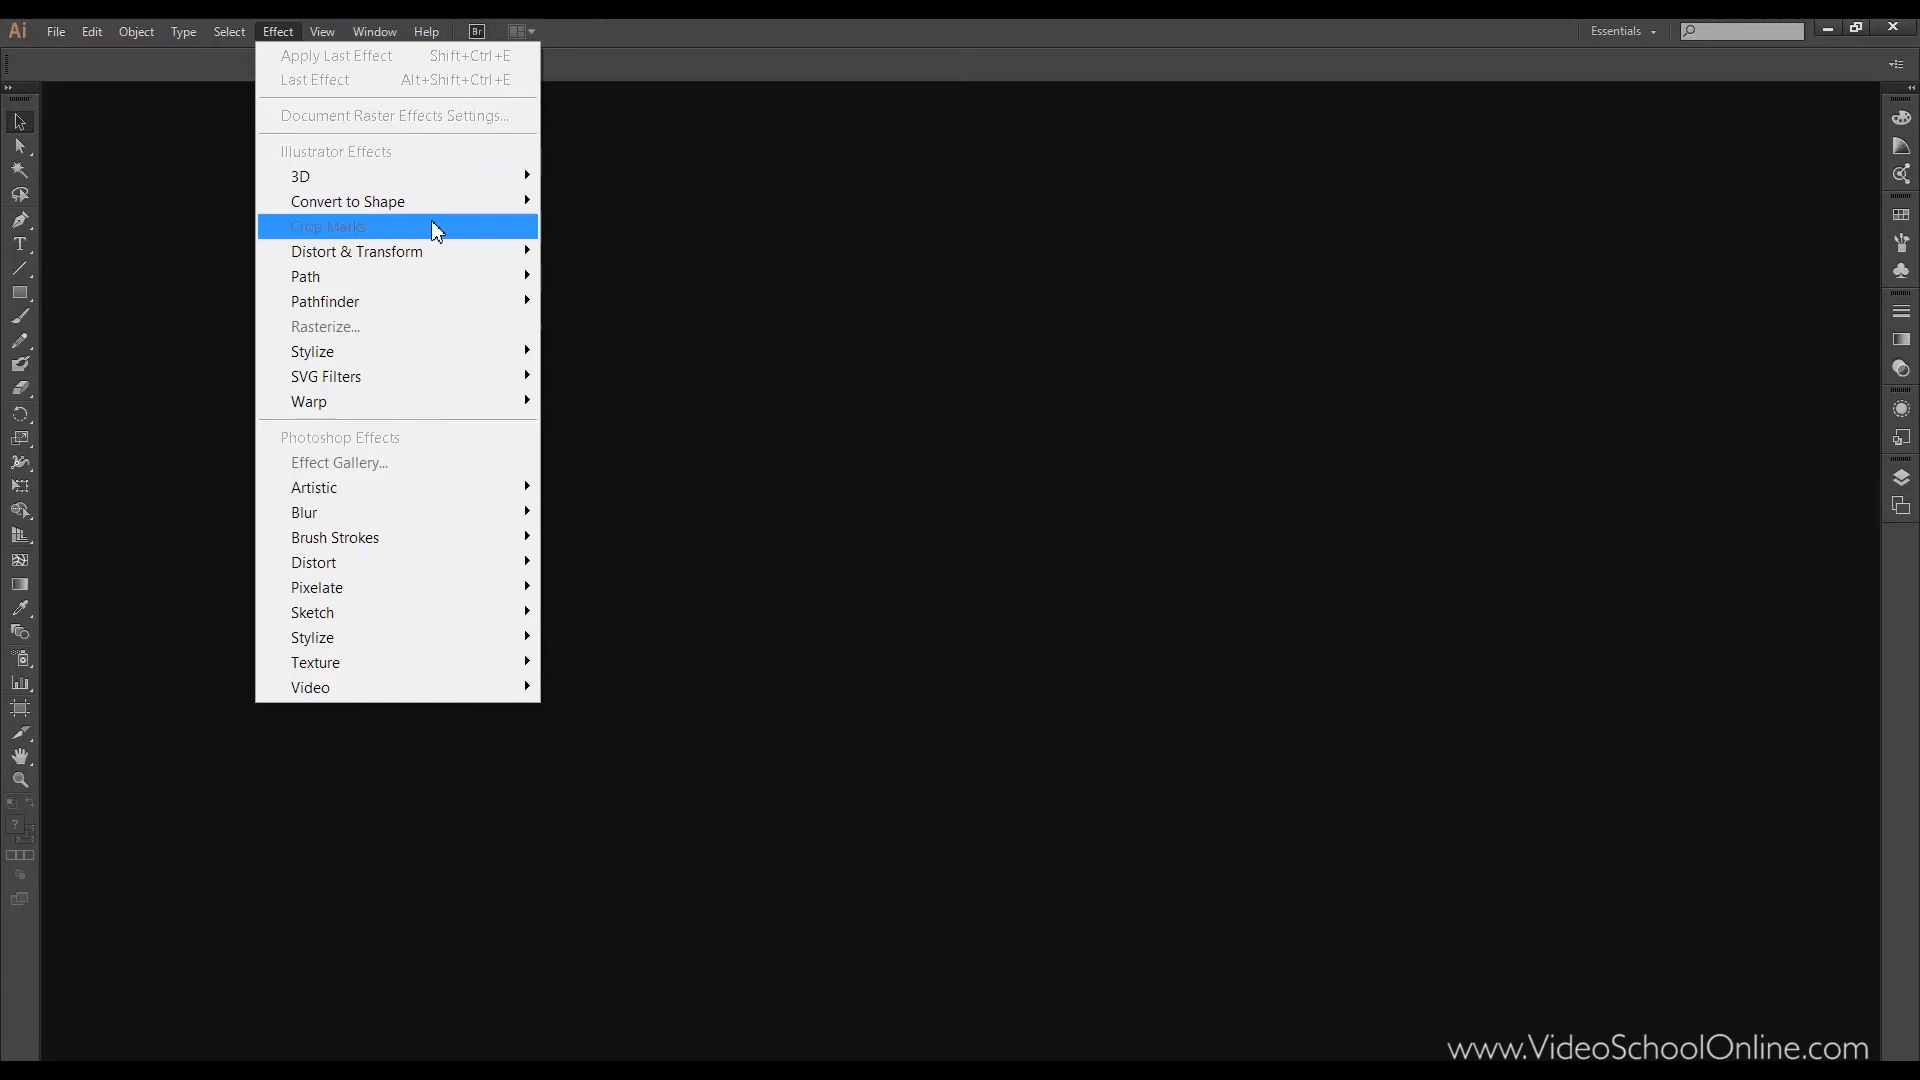 Ai File Edit Object Type Select Effect View Window Help Br Essentials
Apply Last Effect Shift+Ctrl+E
Last Effect Alt+Shift+Ctrl+E
Document Raster Effects Settings...
Illustrator Effects
3D
Convert to Shape
Crop Marks
Distort & Transform
Path
Pathfinder
Rasterize...
Stylize
SVG Filters
Warp
Photoshop Effects
Effect Gallery...
Artistic
Blur
Brush Strokes
Distort
Pixelate
Sketch
Stylize
Texture
Video
T
?
www.VideoSchoolOnline.com